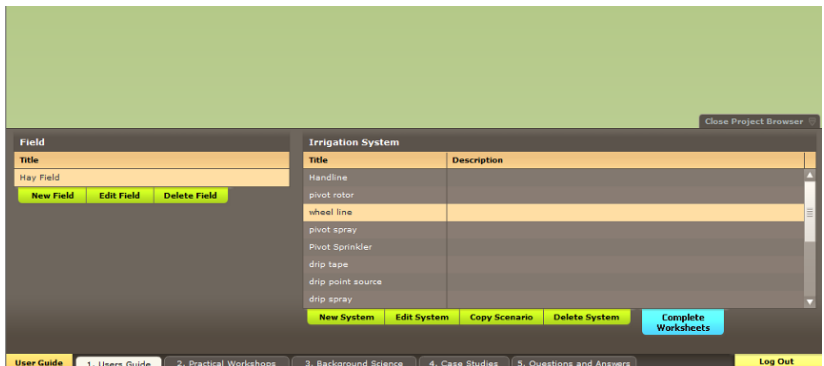 Close Project Browser
Field
Title
Hay Field
New Field Edit Field Delete Field
Irrigation System
Title Description
Handline
pivot rotor
wheel line
pivot spray
Pivot Sprinkler
drip tape
drip point source
drip spray
New System Edit System Copy Scenario Delete System
Complete
Worksheets
User Guide 1. Users Guide 2. Practical Workshops 3. Background Science 4. Case Studies 5. Questions and Answers Log Out